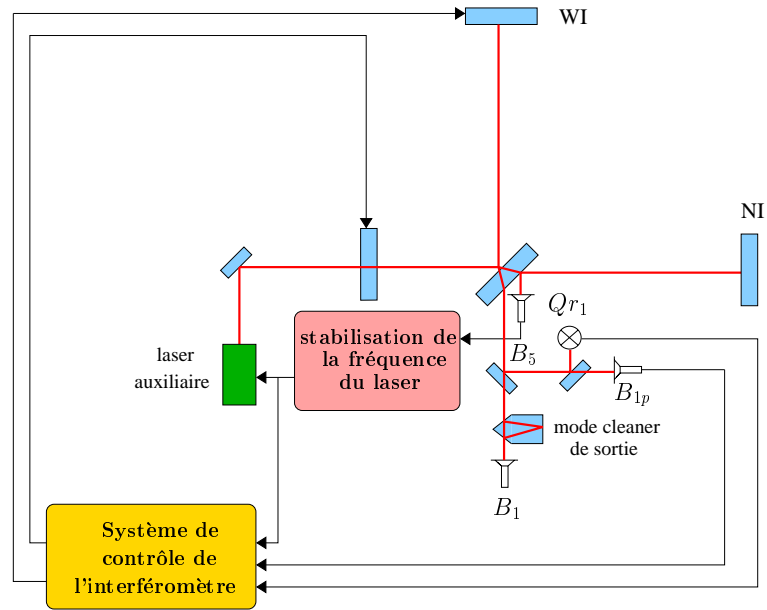 WI
NI
Qr1
stabilisation de
la fréquence
du laser
B5
laser
auxiliaire
B1p
mode cleaner
de sortie
B1
Système de
contrôle de
l'interféromètre